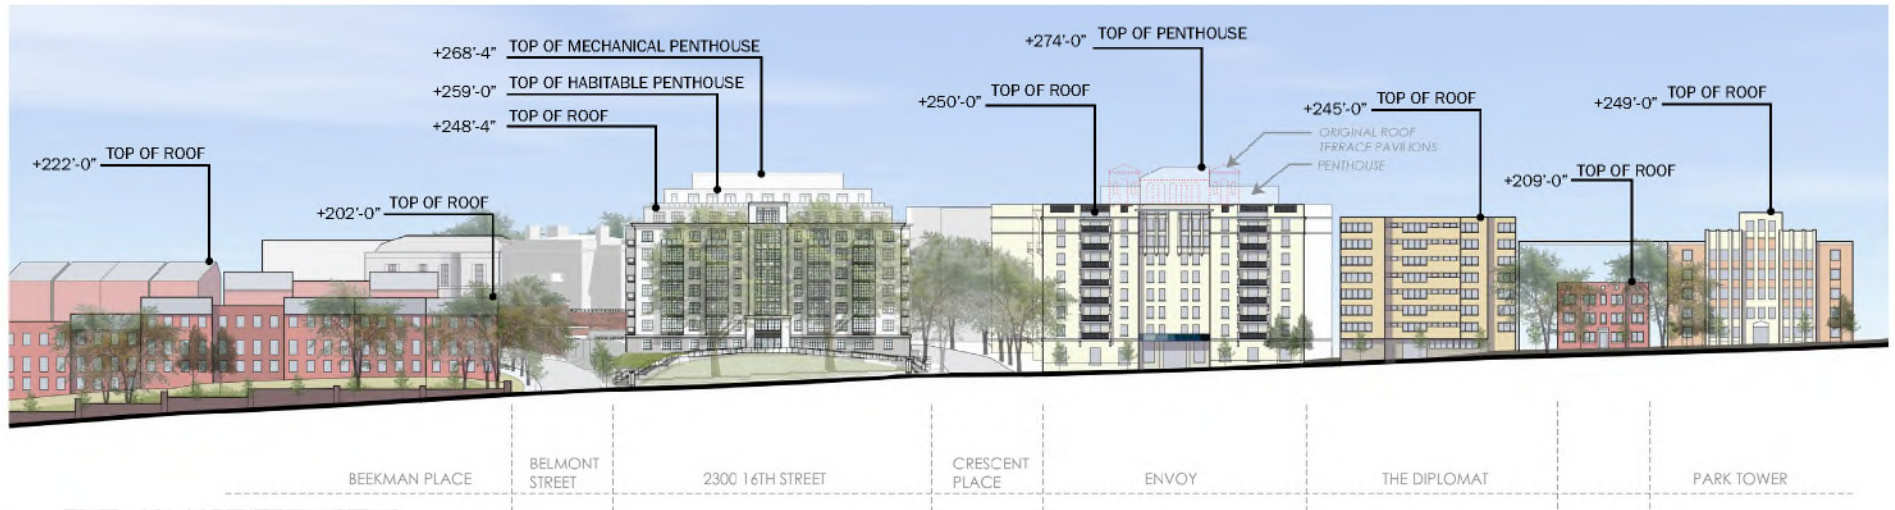 +274'-0" TOP OF PENTHOUSE
+268'-4" TOP OF MECHANICAL PENTHOUSE
+259'-0" TOP OF HABITABLE PENTHOUSE
+248'-4" TOP OF ROOF
+250'-0" TOP OF ROOF
+245'-0" TOP OF ROOF
+249'-0" TOP OF ROOF
ORIGINAL ROOF
TERRACE PAVILIONS
PENTHOUSE
+222'-0" TOP OF ROOF
+209'-0" TOP OF ROOF
+202'-0" TOP OF ROOF
BEEKMAN PLACE
BELMONT
STREET
2300 16TH STREET
CRESCENT
PLACE
ENVOY
THE DIPLOMAT
PARK TOWER